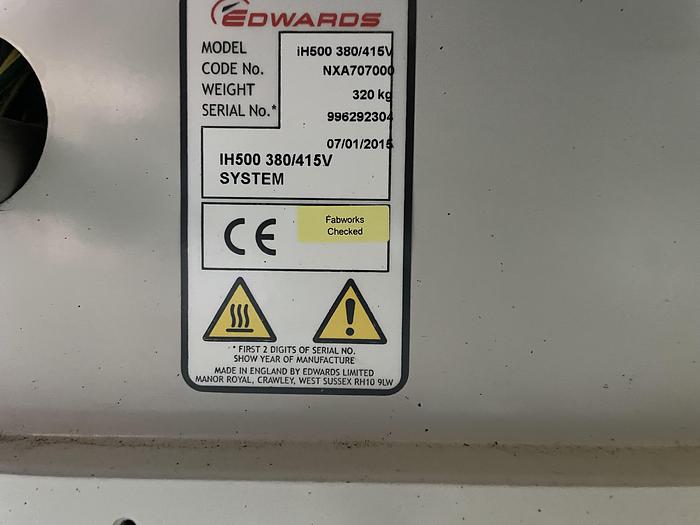 EDWARDS
MODEL iH500 380/415V
CODE No. NXA707000
WEIGHT 320 kg
SERIAL No.* 996292304
07/01/2015
IH500 380/415V
SYSTEM
CE
Fabworks
Checked
* FIRST 2 DIGITS OF SERIAL NO.
SHOW YEAR OF MANUFACTURE
MADE IN ENGLAND BY EDWARDS LIMITED
MANOR ROYAL, CRAWLEY, WEST SUSSEX RH10 9LW